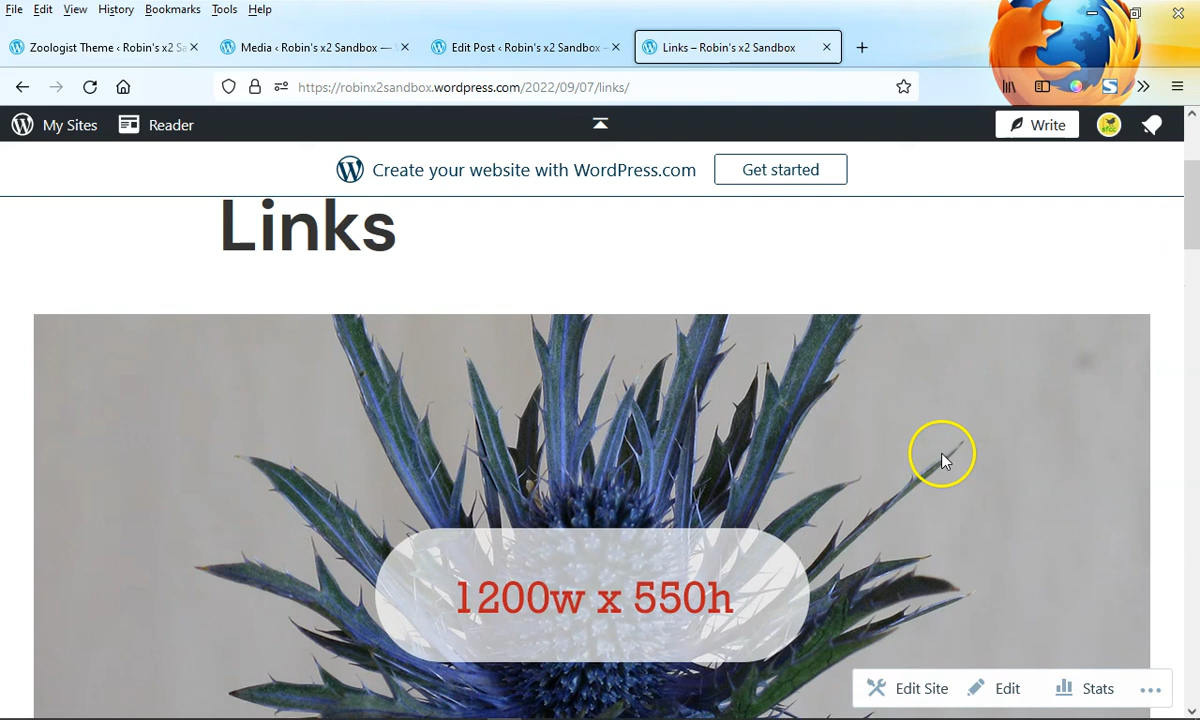 File Edit View History Bookmarks Tools Help
Zoologist Theme ‹ Robin's x2 Sa
Media ‹ Robin's x2 Sandbox —
Edit Post ‹ Robin's x2 Sandbox
Links – Robin's x2 Sandbox
https://robinx2sandbox.wordpress.com/2022/09/07/links/
My Sites Reader Write
Create your website with WordPress.com Get started
Links
1200w x 550h
Edit Site Edit Stats